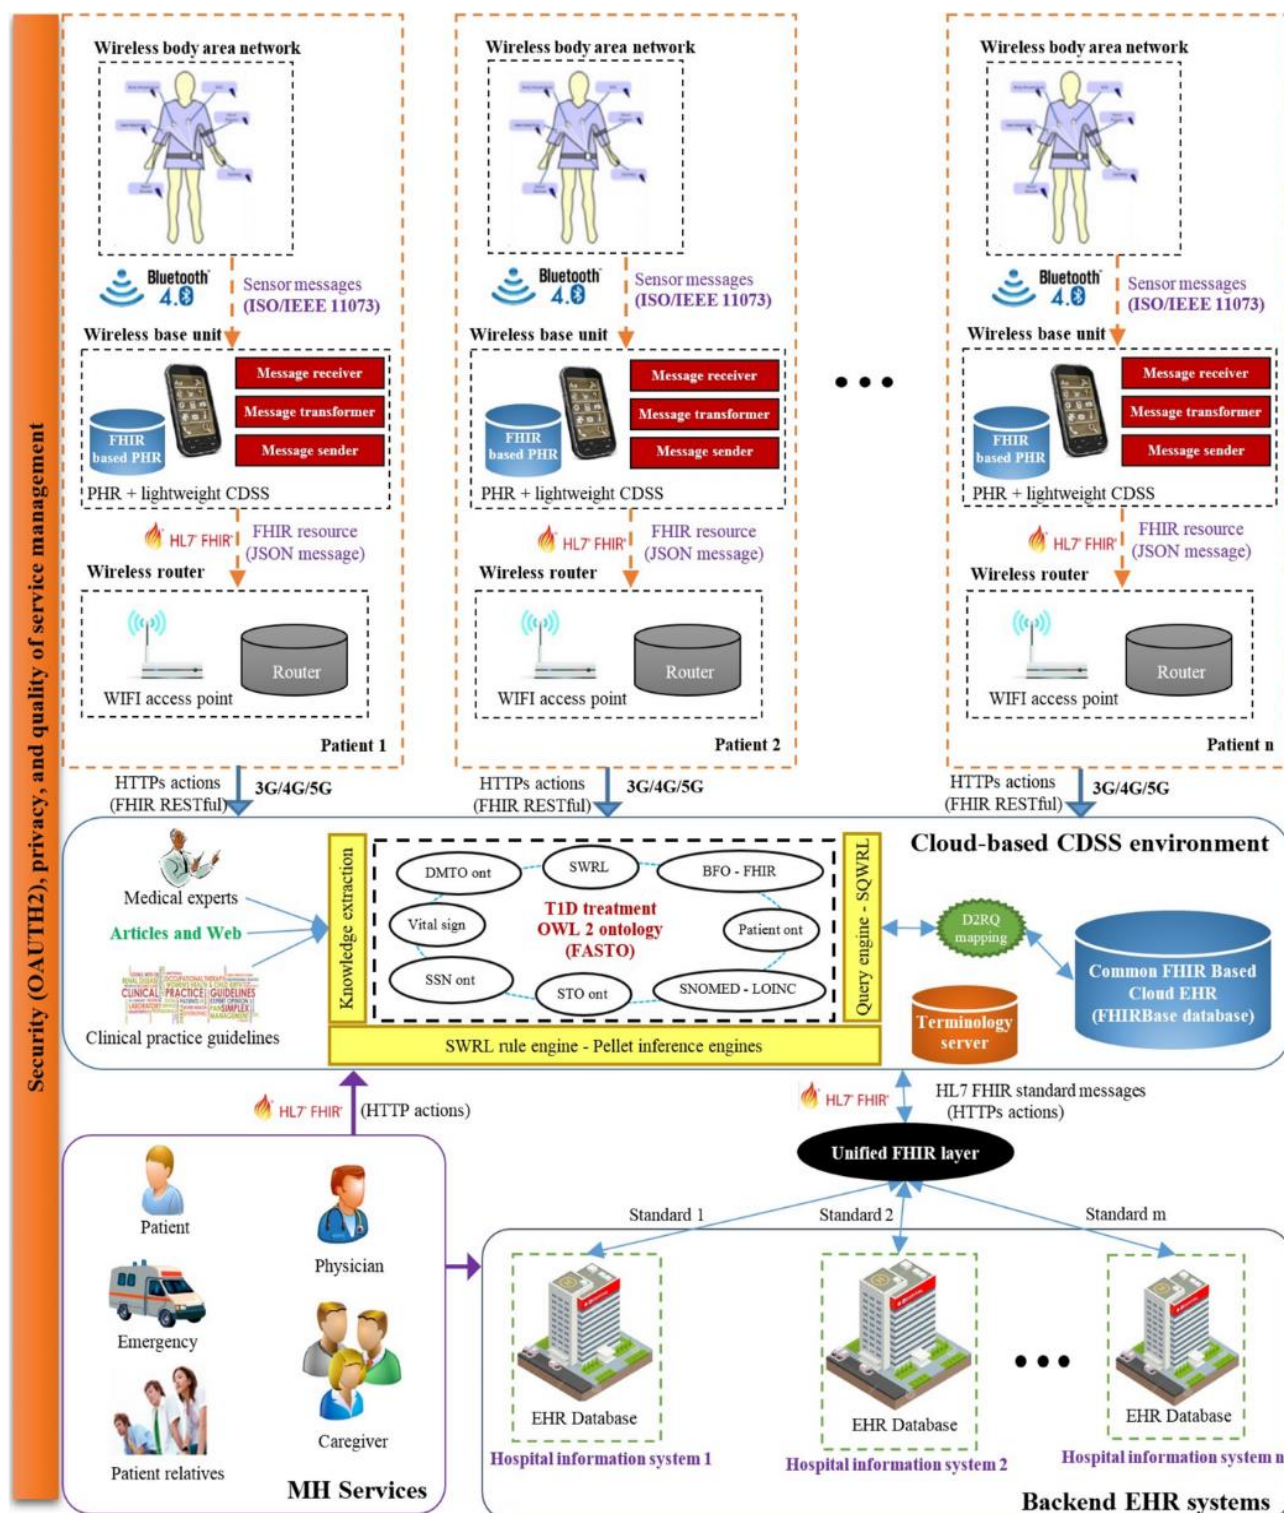 Security (OAUTH2), privacy, and quality of service management
Wireless body area network
Bluetooth
4.0
Sensor messages
(ISO/IEEE 11073)
Wireless base unit
Message receiver
Message transformer
Message sender
FHIR
based PHR
PHR + lightweight CDSS
HL7 FHIR
FHIR resource
(JSON message)
Wireless router
WIFI access point
Router
Patient 1
HTTPs actions
(FHIR RESTful)
3G/4G/5G
Wireless body area network
Bluetooth
4.0
Sensor messages
(ISO/IEEE 11073)
Wireless base unit
Message receiver
Message transformer
Message sender
FHIR
based PHR
PHR + lightweight CDSS
HL7 FHIR
FHIR resource
(JSON message)
Wireless router
WIFI access point
Router
Patient 2
HTTPs actions
(FHIR RESTful)
3G/4G/5G
Wireless body area network
Bluetooth
4.0
Sensor messages
(ISO/IEEE 11073)
Wireless base unit
Message receiver
Message transformer
Message sender
FHIR
based PHR
PHR + lightweight CDSS
HL7 FHIR
FHIR resource
(JSON message)
Wireless router
WIFI access point
Router
Patient n
HTTPs actions
(FHIR RESTful)
3G/4G/5G
Cloud-based CDSS environment
Medical experts
Articles and Web
CLINICAL PRACTICE GUIDELINES
Clinical practice guidelines
Knowledge extraction
DMTO ont
SWRL
BFO - FHIR
Vital sign
T1D treatment
OWL 2 ontology
(FASTO)
Patient ont
SSN ont
STO ont
SNOMED - LOINC
Query engine - SQWRL
SWRL rule engine - Pellet inference engines
D2RQ
mapping
Terminology
server
Common FHIR Based
Cloud EHR
(FHIRBase database)
HL7 FHIR
(HTTP actions)
HL7 FHIR
HL7 FHIR standard messages
(HTTPs actions)
Unified FHIR layer
Standard 1
Standard 2
Standard m
Patient
Physician
Emergency
Caregiver
Patient relatives
MH Services
EHR Database
Hospital information system 1
EHR Database
Hospital information system 2
EHR Database
Hospital information system n
Backend EHR systems